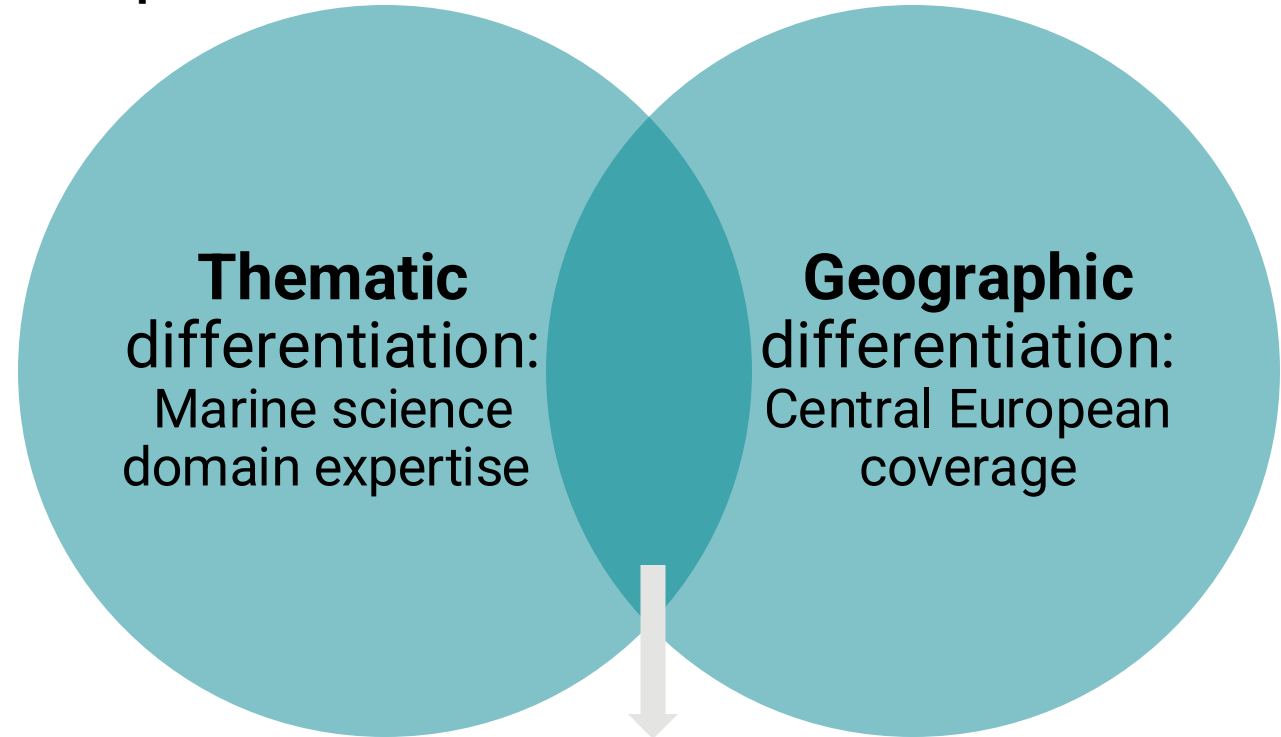 Thematic
differentiation:
Marine science
domain expertise
Geographic
differentiation:
Central European
coverage